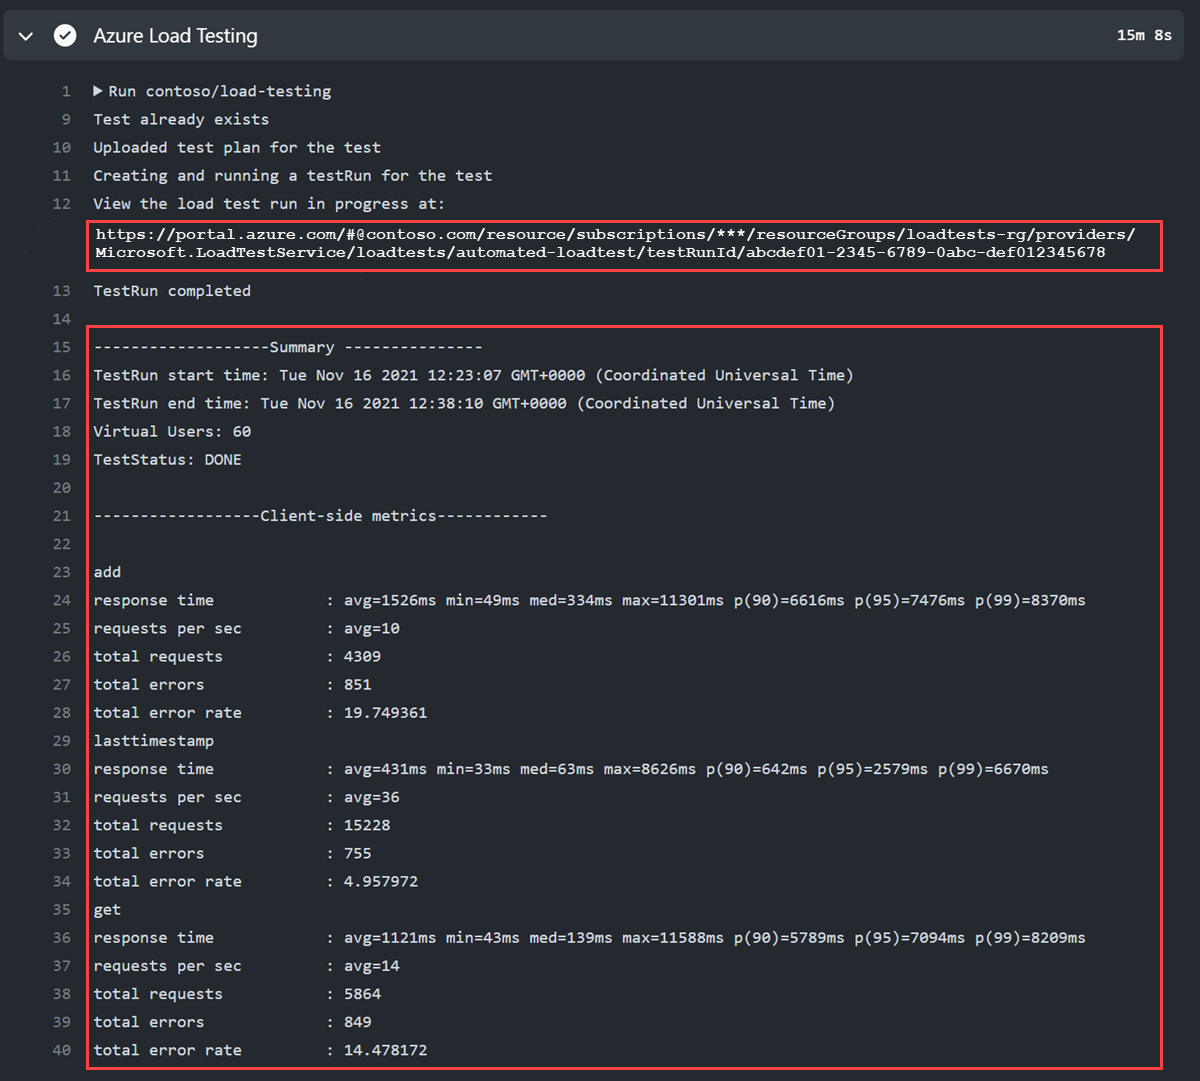 Azure Load Testing 15m 8s
1 Run contoso/load-testing
9 Test already exists
10 Uploaded test plan for the test
11 Creating and running a testRun for the test
12 View the load test run in progress at:
https://portal.azure.com/#@contoso.com/resource/subscriptions/***/resourceGroups/loadtests-rg/providers/
Microsoft.LoadTestService/loadtests/automated-loadtest/testRunId/abcdef01-2345-6789-0abc-def012345678
13 TestRun completed
14
15 -------------------Summary ---------------
16 TestRun start time: Tue Nov 16 2021 12:23:07 GMT+0000 (Coordinated Universal Time)
17 TestRun end time: Tue Nov 16 2021 12:38:10 GMT+0000 (Coordinated Universal Time)
18 Virtual Users: 60
19 TestStatus: DONE
20
21 ------------------Client-side metrics------------
22
23 add
24 response time : avg=1526ms min=49ms med=334ms max=11301ms p(90)=6616ms p(95)=7476ms p(99)=8370ms
25 requests per sec : avg=10
26 total requests : 4309
27 total errors : 851
28 total error rate : 19.749361
29 lasttimestamp
30 response time : avg=431ms min=33ms med=63ms max=8626ms p(90)=642ms p(95)=2579ms p(99)=6670ms
31 requests per sec : avg=36
32 total requests : 15228
33 total errors : 755
34 total error rate : 4.957972
35 get
36 response time : avg=1121ms min=43ms med=139ms max=11588ms p(90)=5789ms p(95)=7094ms p(99)=8209ms
37 requests per sec : avg=14
38 total requests : 5864
39 total errors : 849
40 total error rate : 14.478172